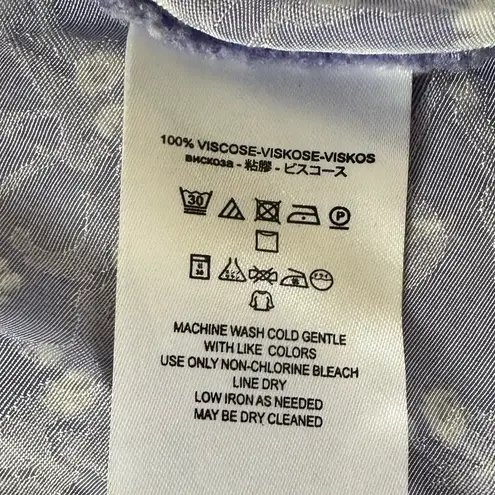 100% VISCOSE-VISKOSE-VISKOS
вискоза - 粘膠 - ビスコース
30 P
MACHINE WASH COLD GENTLE
WITH LIKE COLORS
USE ONLY NON-CHLORINE BLEACH
LINE DRY
LOW IRON AS NEEDED
MAY BE DRY CLEANED